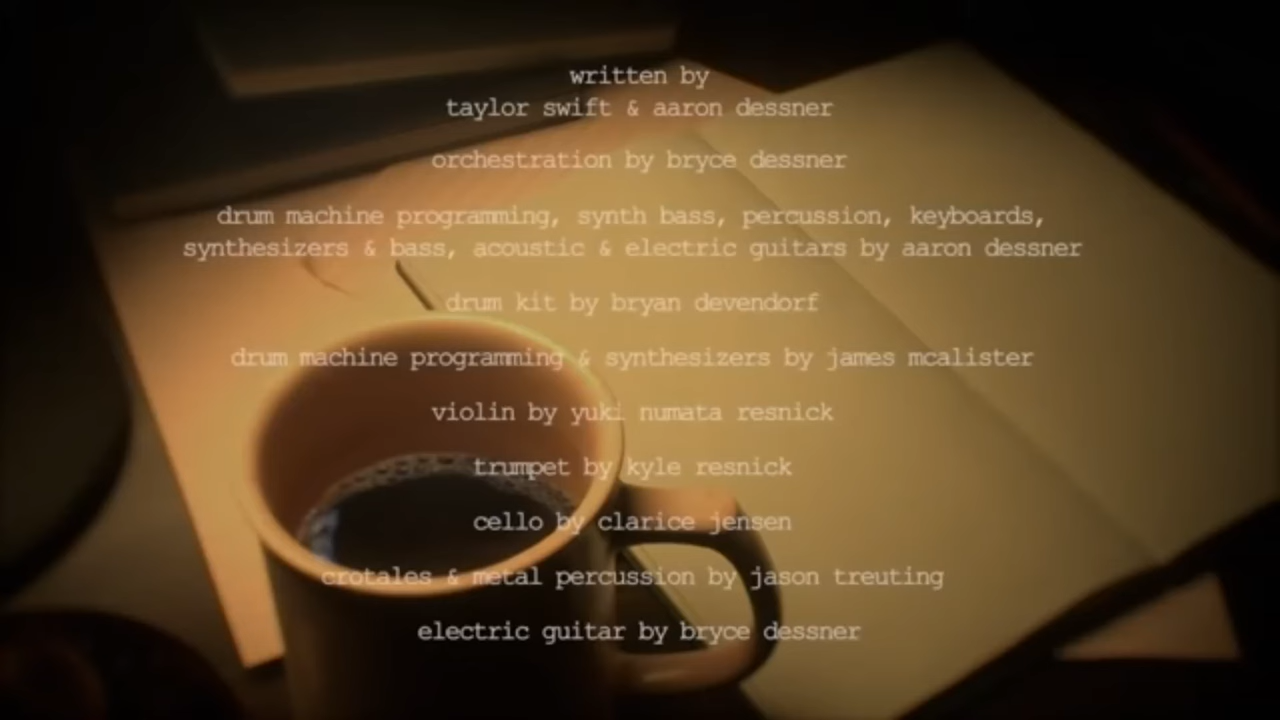 written by
taylor swift & aaron dessner
orchestration by bryce dessner
drum machine programming, synth bass, percussion, keyboards,
synthesizers & bass, acoustic & electric guitars by aaron dessner
drum kit by bryan devendorf
drum machine programming & synthesizers by james mcalister
violin by yuki numata resnick
trumpet by kyle resnick
cello by clarice jensen
crotales & metal percussion by jason treuting
electric guitar by bryce dessner